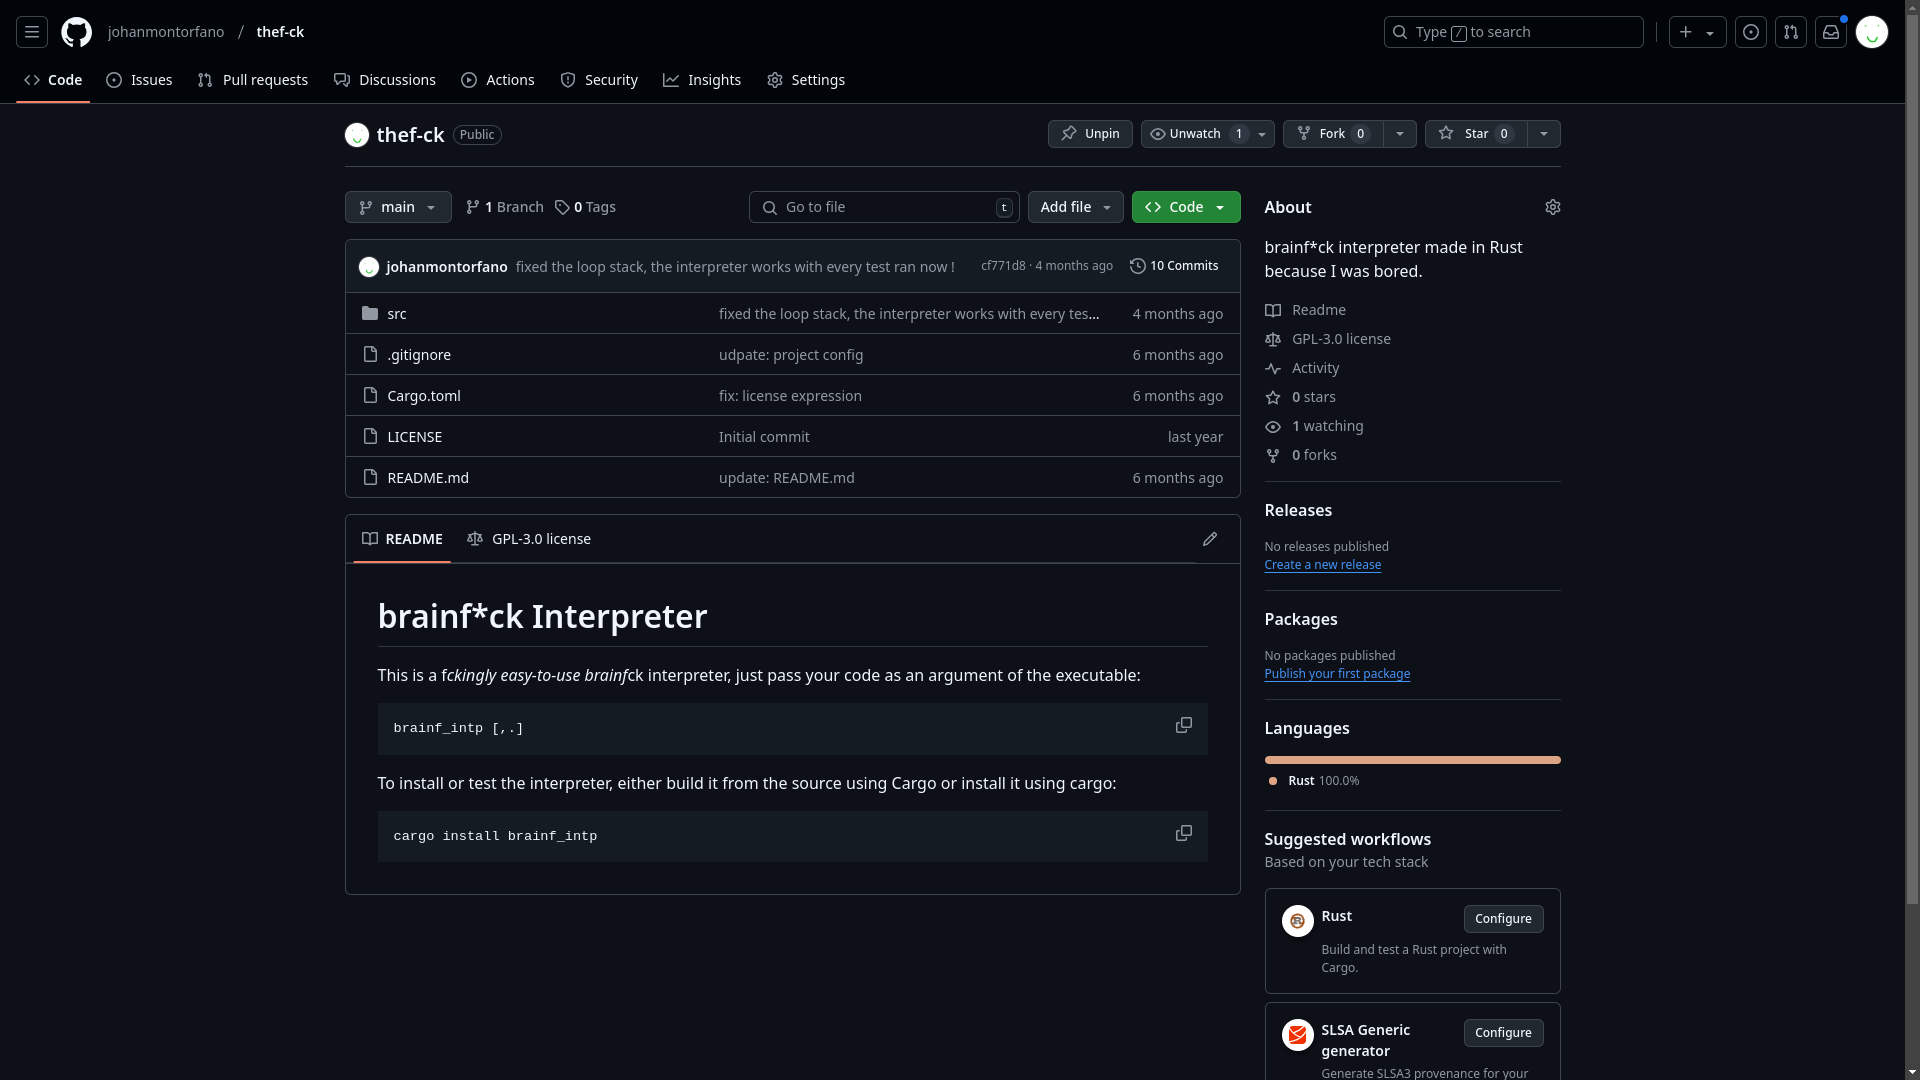 johanmontorfano / thef-ck
Type / to search
Code Issues Pull requests Discussions Actions Security Insights Settings
thef-ck Public
Unpin Unwatch 1 Fork 0 Star 0
main 1 Branch 0 Tags Go to file t Add file Code
johanmontorfano fixed the loop stack, the interpreter works with every test ran now ! cf771d8 · 4 months ago 10 Commits
src fixed the loop stack, the interpreter works with every tes... 4 months ago
.gitignore udpate: project config 6 months ago
Cargo.toml fix: license expression 6 months ago
LICENSE Initial commit last year
README.md update: README.md 6 months ago
README GPL-3.0 license
brainf*ck Interpreter
This is a fckingly easy-to-use brainfck interpreter, just pass your code as an argument of the executable:
brainf_intp [,.]
To install or test the interpreter, either build it from the source using Cargo or install it using cargo:
cargo install brainf_intp
About
brainf*ck interpreter made in Rust
because I was bored.
Readme
GPL-3.0 license
Activity
0 stars
1 watching
0 forks
Releases
No releases published
Create a new release
Packages
No packages published
Publish your first package
Languages
Rust 100.0%
Suggested workflows
Based on your tech stack
Rust Configure
Build and test a Rust project with
Cargo.
SLSA Generic Configure
generator
Generate SLSA3 provenance for your